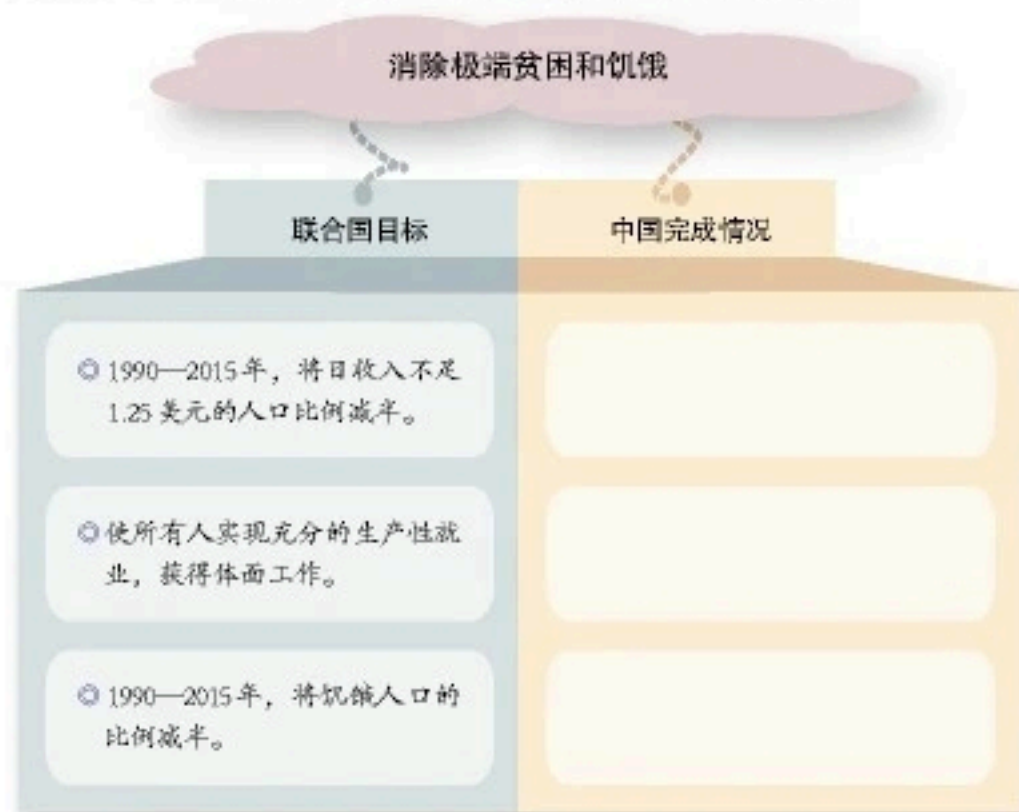 消除极端贫困和饥饿
联合国目标
中国完成情况
◎1990—2015年，将日收入不足
1.25美元的人口比例减半。
◎使所有人实现充分的生产性就
业，获得体面工作。
◎1990—2015年，将饥饿人口的
比例减半。